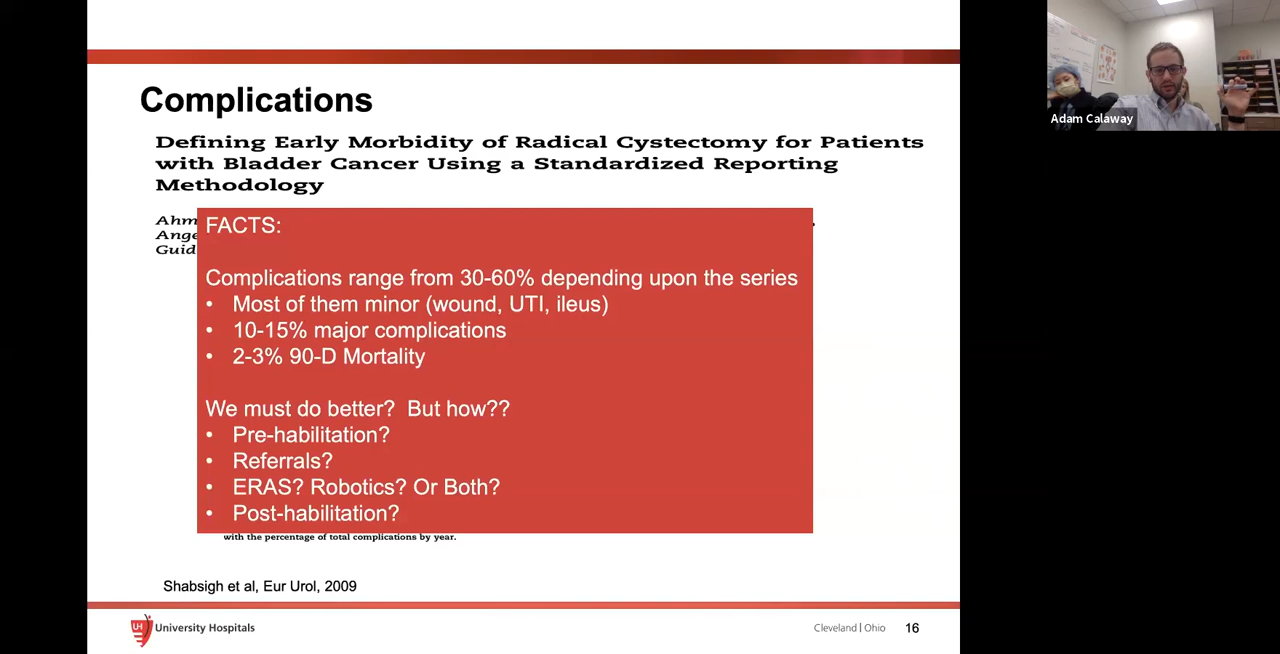 Complications
Defining Early Morbidity of Radical Cystectomy for Patients
with Bladder Cancer Using a Standardized Reporting
Methodology
FACTS:
Complications range from 30-60% depending upon the series
• Most of them minor (wound, UTI, ileus)
• 10-15% major complications
• 2-3% 90-D Mortality
We must do better? But how??
• Pre-habilitation?
• Referrals?
• ERAS? Robotics? Or Both?
• Post-habilitation?
with the percentage of total complications by year.
Shabsigh et al, Eur Urol, 2009
UH University Hospitals
Cleveland | Ohio 16
Adam Calaway